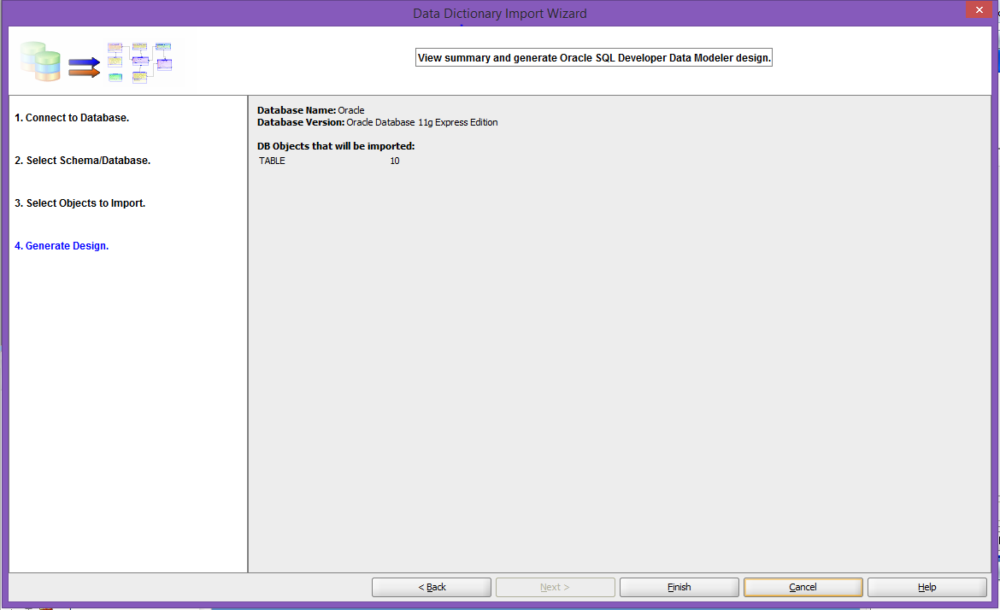 Data Dictionary Import Wizard
View summary and generate Oracle SQL Developer Data Modeler design.
1. Connect to Database.
2. Select Schema/Database.
3. Select Objects to Import.
4. Generate Design.
Database Name: Oracle
Database Version: Oracle Database 11g Express Edition
DB Objects that will be imported:
TABLE 10
< Back Next > Finish Cancel Help